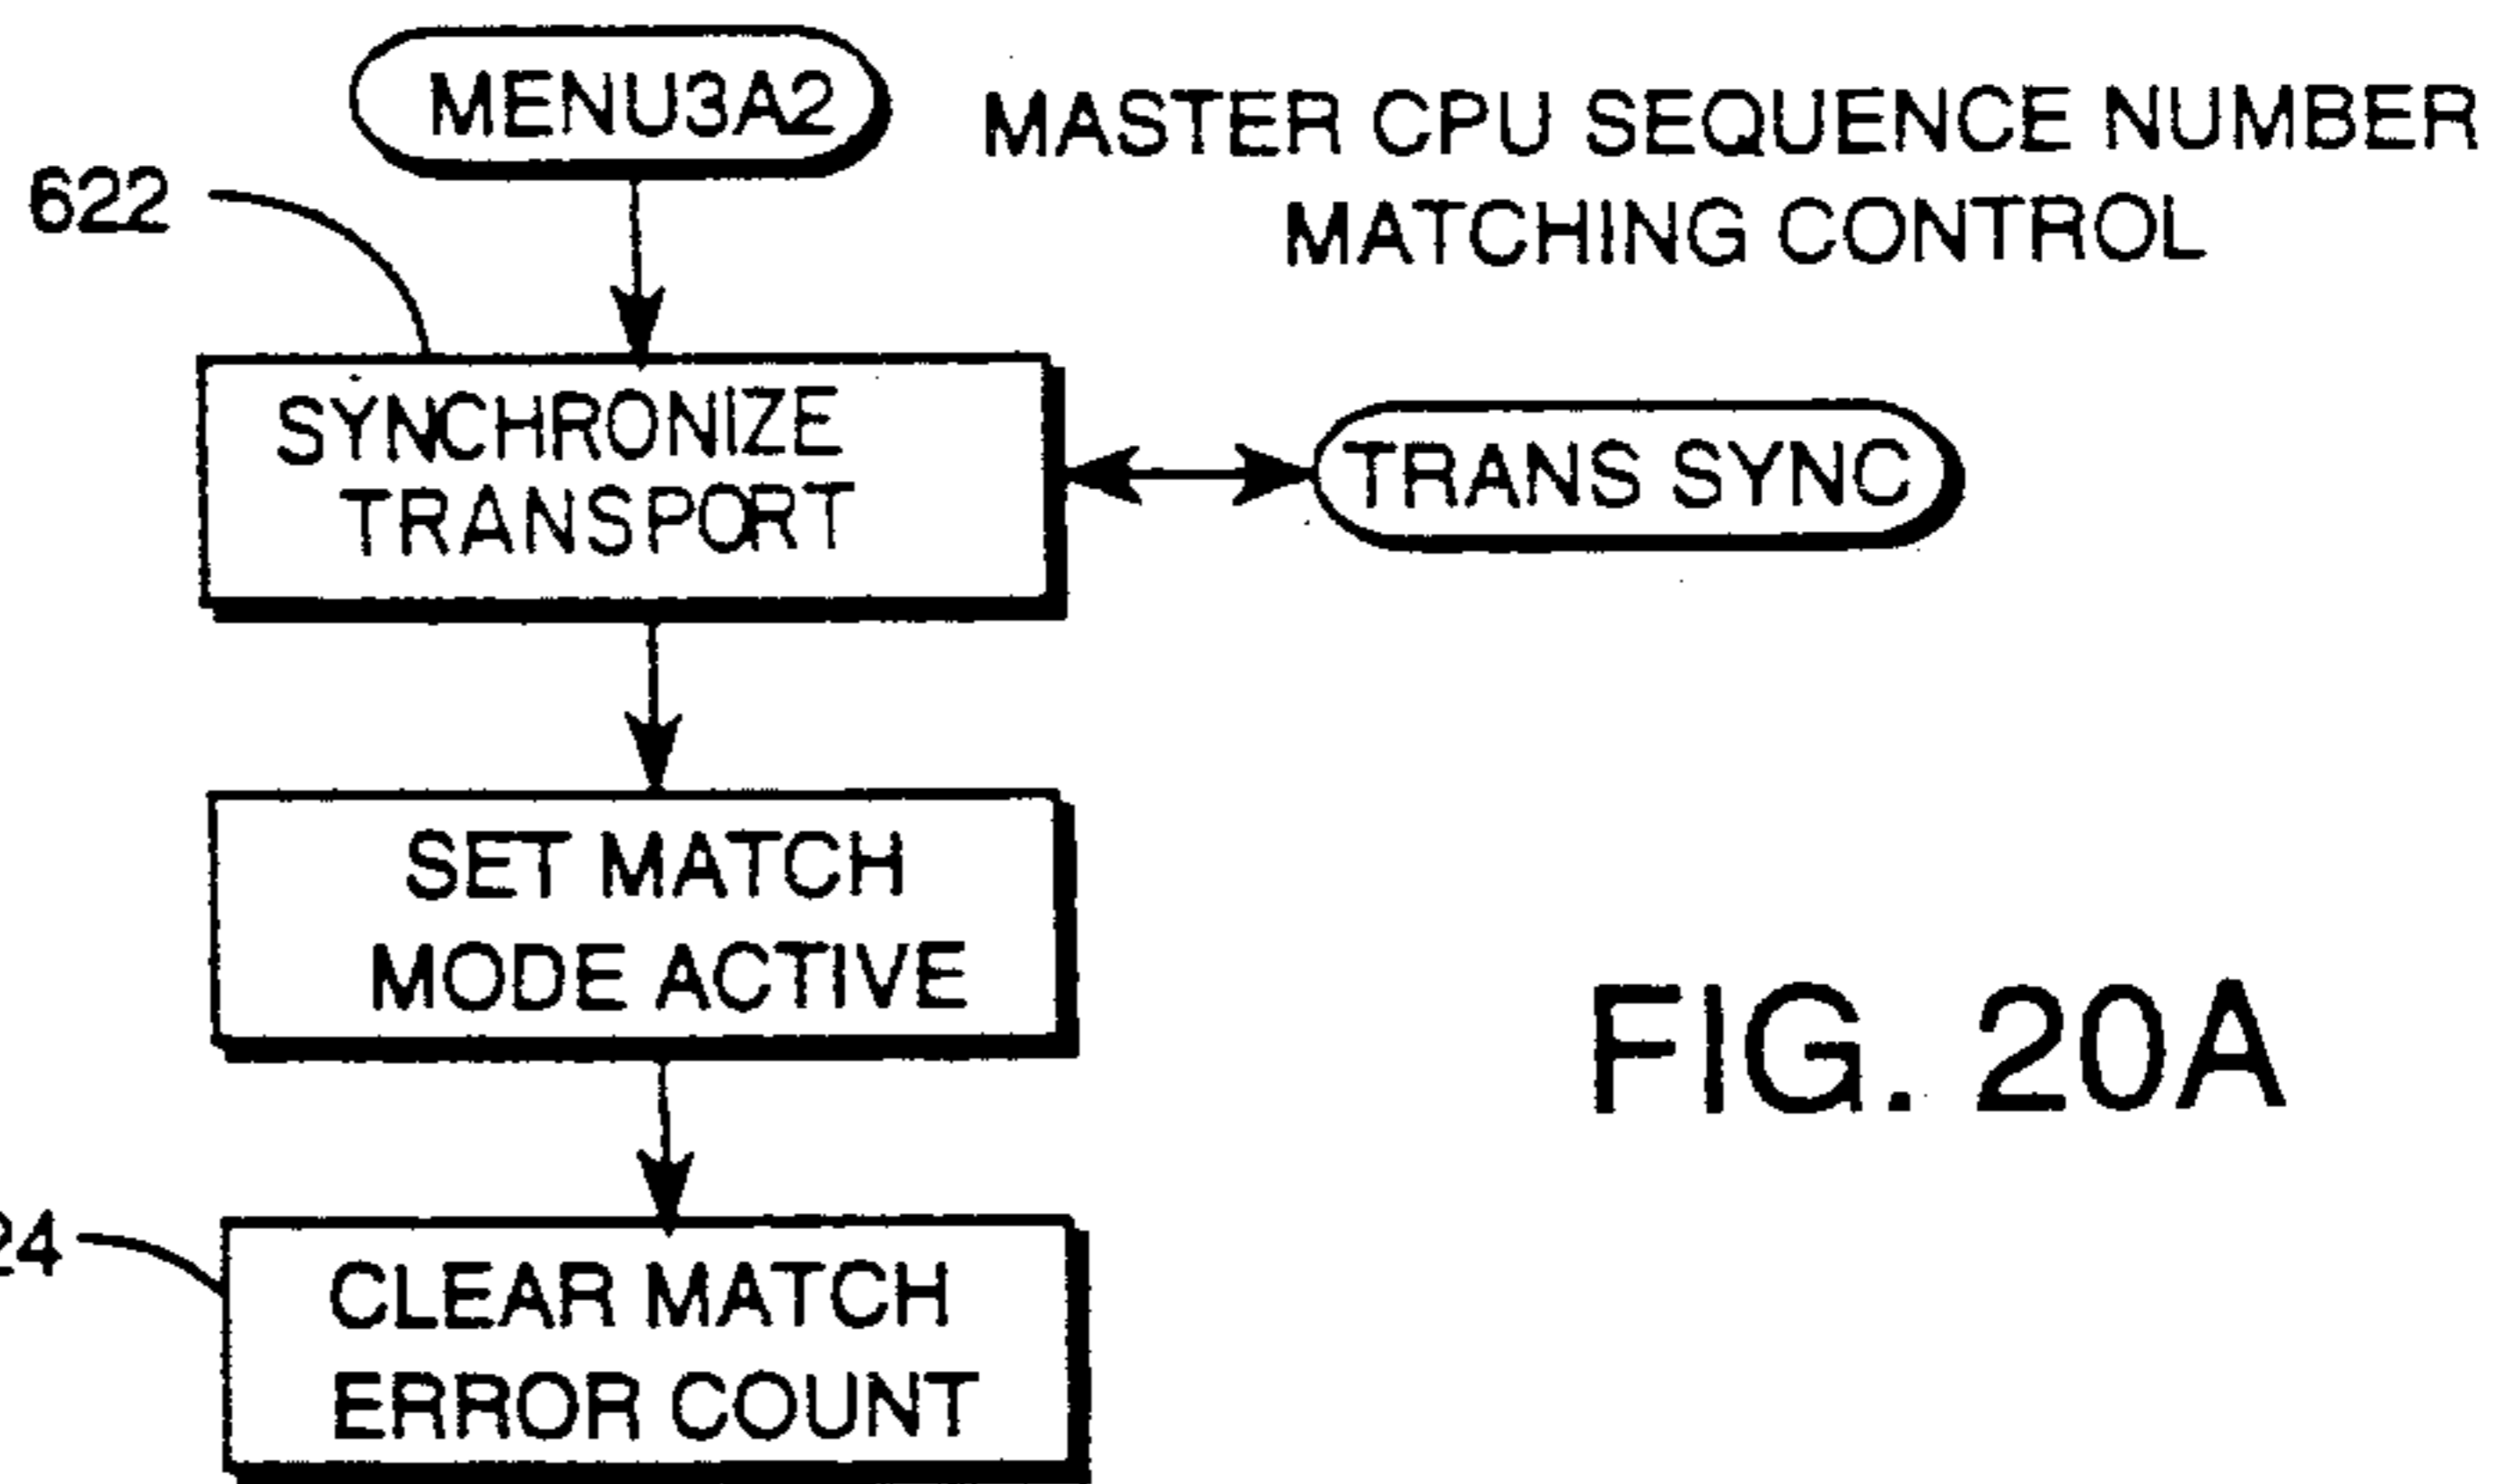 MENU3A2
MASTER CPU SEQUENCE NUMBER
MATCHING CONTROL
622
SYNCHRONIZE
TRANSPORT
TRANS SYNC
SET MATCH
MODE ACTIVE
FIG. 20A
CLEAR MATCH
ERROR COUNT